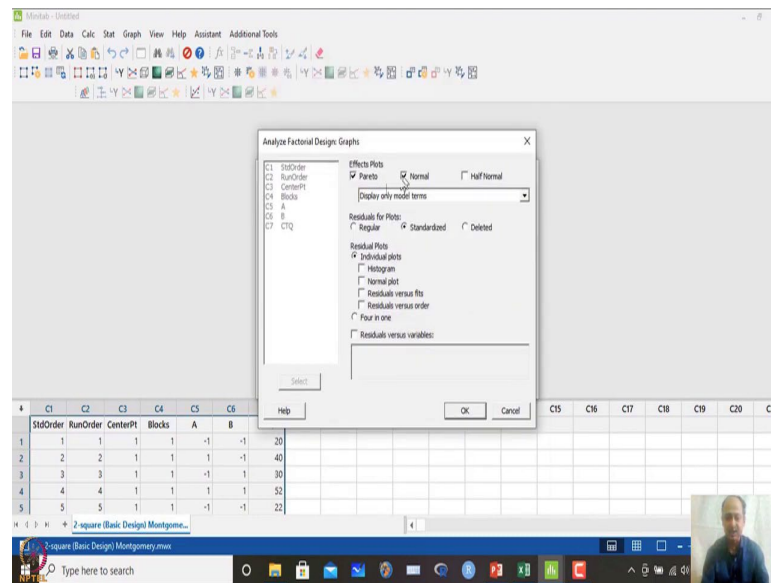 Minitab - Untitled
File Edit Data Calc Stat Graph View Help Assistant Additional Tools
Analyze Factorial Design: Graphs X
C1 StdOrder
C2 RunOrder
C3 CenterPt
C4 Blocks
C5 A
C6 B
C7 CTQ
Effects Plots
Pareto Normal Half Normal
Display only model terms
Residuals for Plots:
Regular Standardized Deleted
Residual Plots
Individual plots
Histogram
Normal plot
Residuals versus fits
Residuals versus order
Four in one
Residuals versus variables:
Select
Help OK Cancel
C1 C2 C3 C4 C5 C6 C15 C16 C17 C18 C19 C20 C
StdOrder RunOrder CenterPt Blocks A B
1 1 1 1 1 -1 -1 20
2 2 2 1 1 1 -1 40
3 3 3 1 1 -1 1 30
4 4 4 1 1 1 1 52
5 5 5 1 1 -1 -1 22
2-square (Basic Design) Montgome...
2-square (Basic Design) Montgomery.mwx
Type here to search
NPTEL